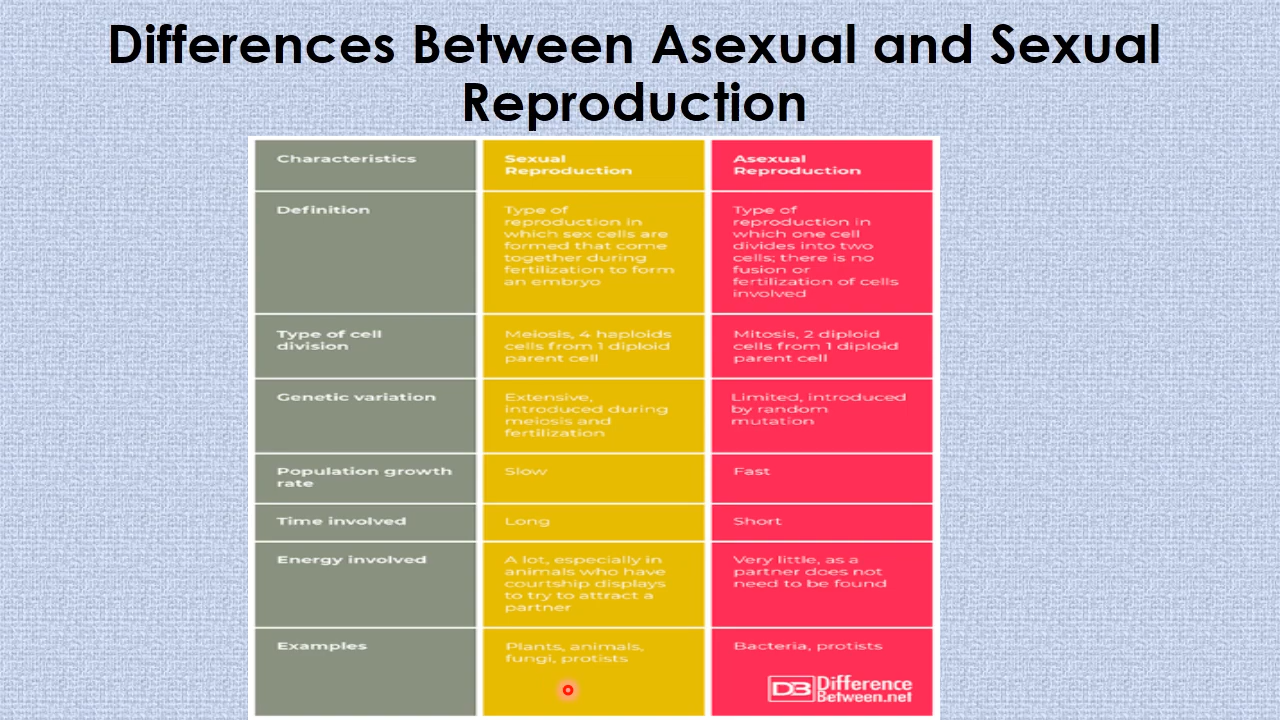 Differences Between Asexual and Sexual
Reproduction
Characteristics
Sexual
Reproduction
Asexual
Reproduction
Definition
Type of
reproduction in
which sex cells are
formed that come
together during
fertilization to form
an embryo
Type of
reproduction in
which one cell
divides into two
cells; there is no
fusion or
fertilization of cells
involved
Type of cell
division
Meiosis, 4 haploids
cells from 1 diploid
parent cell
Mitosis, 2 diploid
cells from 1 diploid
parent cell
Genetic variation
Extensive,
introduced during
meiosis and
fertilization
Limited, introduced
by random
mutation
Population growth
rate
Slow
Fast
Time involved
Long
Short
Energy involved
A lot, especially in
animals who have
courtship displays
to try to attract a
partner
Very little, as a
partner does not
need to be found
Examples
Plants, animals,
fungi, protists
Bacteria, protists
DB Difference
Between.net